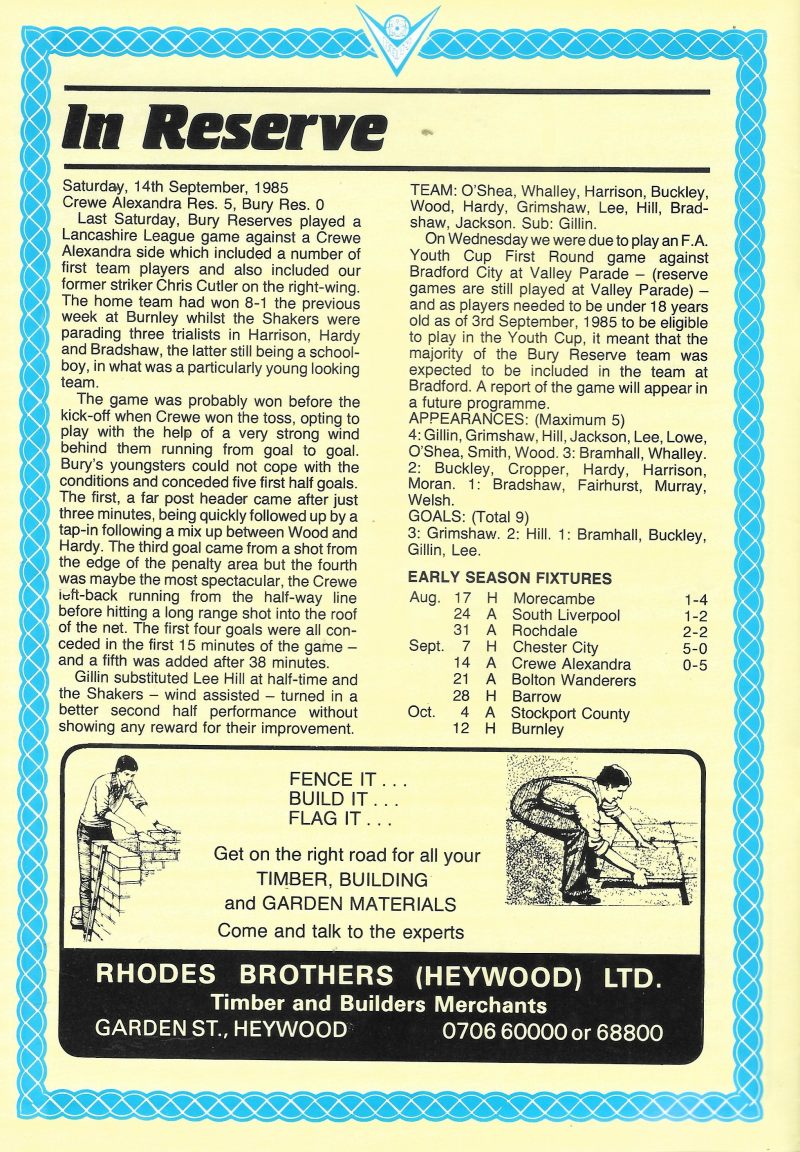 In Reserve
Saturday, 14th September, 1985
Crewe Alexandra Res. 5, Bury Res. 0
Last Saturday, Bury Reserves played a
Lancashire League game against a Crewe
Alexandra side which included a number of
first team players and also included our
former striker Chris Cutler on the right-wing.
The home team had won 8-1 the previous
week at Burnley whilst the Shakers were
parading three trialists in Harrison, Hardy
and Bradshaw, the latter still being a school-
boy, in what was a particularly young looking
team.
The game was probably won before the
kick-off when Crewe won the toss, opting to
play with the help of a very strong wind
behind them running from goal to goal.
Bury's youngsters could not cope with the
conditions and conceded five first half goals.
The first, a far post header came after just
three minutes, being quickly followed up by a
tap-in following a mix up between Wood and
Hardy. The third goal came from a shot from
the edge of the penalty area but the fourth
was maybe the most spectacular, the Crewe
left-back running from the half-way line
before hitting a long range shot into the roof
of the net. The first four goals were all con-
ceded in the first 15 minutes of the game –
and a fifth was added after 38 minutes.
Gillin substituted Lee Hill at half-time and
the Shakers – wind assisted – turned in a
better second half performance without
showing any reward for their improvement.
TEAM: O'Shea, Whalley, Harrison, Buckley,
Wood, Hardy, Grimshaw, Lee, Hill, Brad-
shaw, Jackson. Sub: Gillin.
On Wednesday we were due to play an F.A.
Youth Cup First Round game against
Bradford City at Valley Parade – (reserve
games are still played at Valley Parade) –
and as players needed to be under 18 years
old as of 3rd September, 1985 to be eligible
to play in the Youth Cup, it meant that the
majority of the Bury Reserve team was
expected to be included in the team at
Bradford. A report of the game will appear in
a future programme.
APPEARANCES: (Maximum 5)
4: Gillin, Grimshaw, Hill, Jackson, Lee, Lowe,
O'Shea, Smith, Wood. 3: Bramhall, Whalley.
2: Buckley, Cropper, Hardy, Harrison,
Moran. 1: Bradshaw, Fairhurst, Murray,
Welsh.
GOALS: (Total 9)
3: Grimshaw. 2: Hill. 1: Bramhall, Buckley,
Gillin, Lee.
EARLY SEASON FIXTURES
Aug. 17 H Morecambe 1-4
24 A South Liverpool 1-2
31 A Rochdale 2-2
Sept. 7 H Chester City 5-0
14 A Crewe Alexandra 0-5
21 A Bolton Wanderers
28 H Barrow
Oct. 4 A Stockport County
12 H Burnley
FENCE IT . . .
BUILD IT . . .
FLAG IT . . .
Get on the right road for all your
TIMBER, BUILDING
and GARDEN MATERIALS
Come and talk to the experts
RHODES BROTHERS (HEYWOOD) LTD.
Timber and Builders Merchants
GARDEN ST., HEYWOOD 0706 60000 or 68800